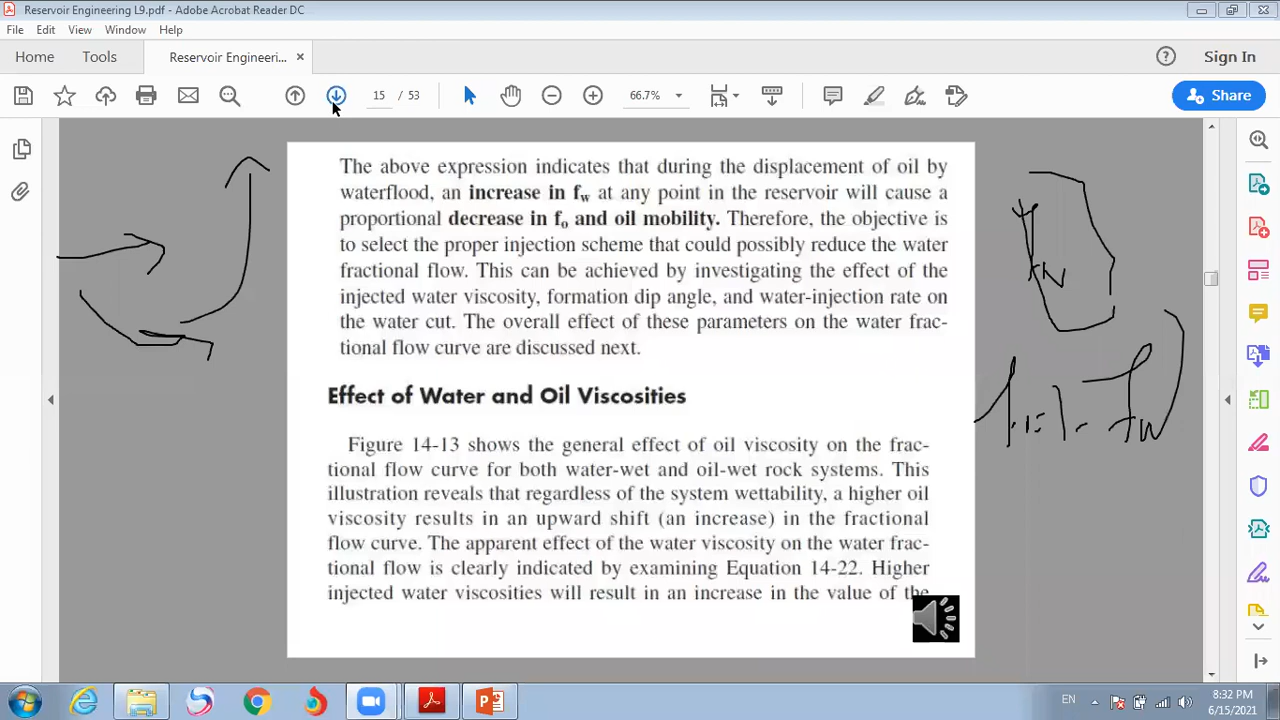 Reservoir Engineering L9.pdf - Adobe Acrobat Reader DC
File Edit View Window Help
Home Tools Reservoir Engineeri... × Sign In
15 / 53 66.7% Share
The above expression indicates that during the displacement of oil by
waterflood, an increase in fw at any point in the reservoir will cause a
proportional decrease in fo and oil mobility. Therefore, the objective is
to select the proper injection scheme that could possibly reduce the water
fractional flow. This can be achieved by investigating the effect of the
injected water viscosity, formation dip angle, and water-injection rate on
the water cut. The overall effect of these parameters on the water frac-
tional flow curve are discussed next.
Effect of Water and Oil Viscosities
Figure 14-13 shows the general effect of oil viscosity on the frac-
tional flow curve for both water-wet and oil-wet rock systems. This
illustration reveals that regardless of the system wettability, a higher oil
viscosity results in an upward shift (an increase) in the fractional
flow curve. The apparent effect of the water viscosity on the water frac-
tional flow is clearly indicated by examining Equation 14-22. Higher
injected water viscosities will result in an increase in the value of the
EN 8:32 PM
6/15/2021